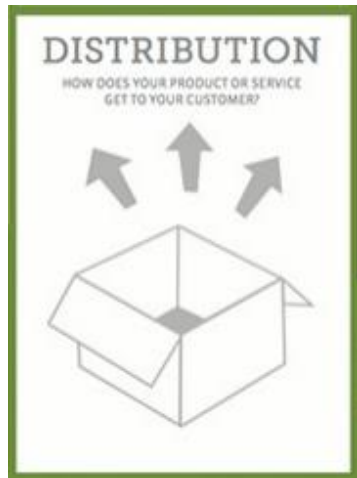 DISTRIBUTION
HOW DOES YOUR PRODUCT OR SERVICE
GET TO YOUR CUSTOMER?